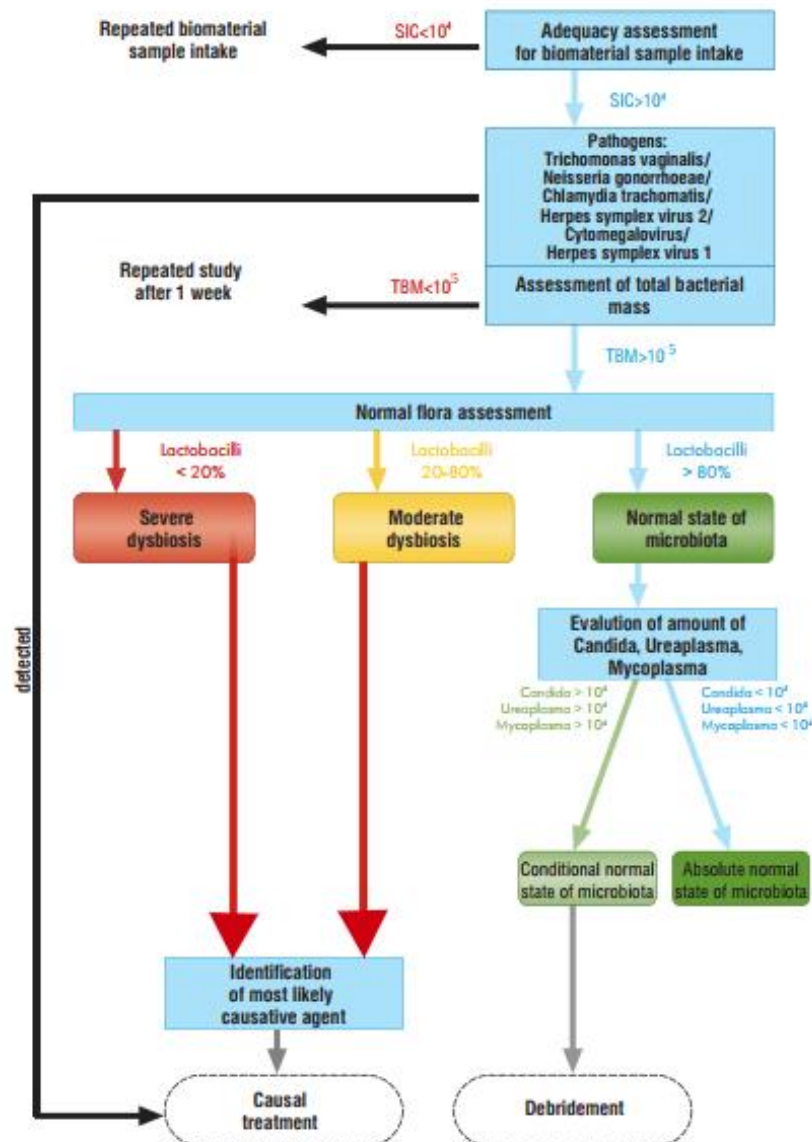 Repeated biomaterial
sample intake
SIC<10⁴
Adequacy assessment
for biomaterial sample intake
SIC>10⁴
Pathogens:
Trichomonas vaginalis/
Neisseria gonorrhoeae/
Chlamydia trachomatis/
Herpes symplex virus 2/
Cytomegalovirus/
Herpes symplex virus 1
Repeated study
after 1 week
TBM<10⁵
Assessment of total bacterial
mass
TBM>10⁻⁵
Normal flora assessment
Lactobacilli
< 20%
Lactobacilli
20-80%
Lactobacilli
> 80%
Severe
dysbiosis
Moderate
dysbiosis
Normal state of
microbiota
detected
Evalution of amount of
Candida, Ureaplasma,
Mycoplasma
Candida > 10⁴
Ureaplasma > 10⁴
Mycoplasma > 10⁴
Candida < 10⁴
Ureaplasma < 10⁴
Mycoplasma < 10⁴
Conditional normal
state of microbiota
Absolute normal
state of microbiota
Identification
of most likely
causative agent
Causal
treatment
Debridement